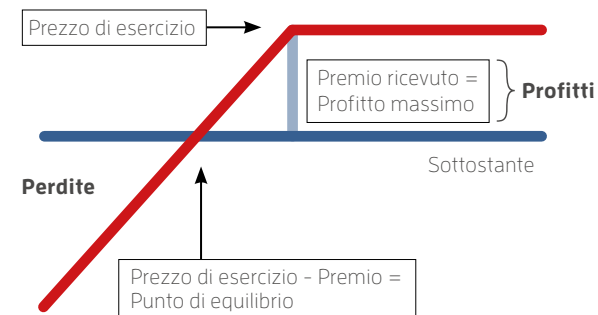 Prezzo di esercizio
Premio ricevuto =
Profitto massimo
Profitti
Sottostante
Perdite
Prezzo di esercizio - Premio =
Punto di equilibrio